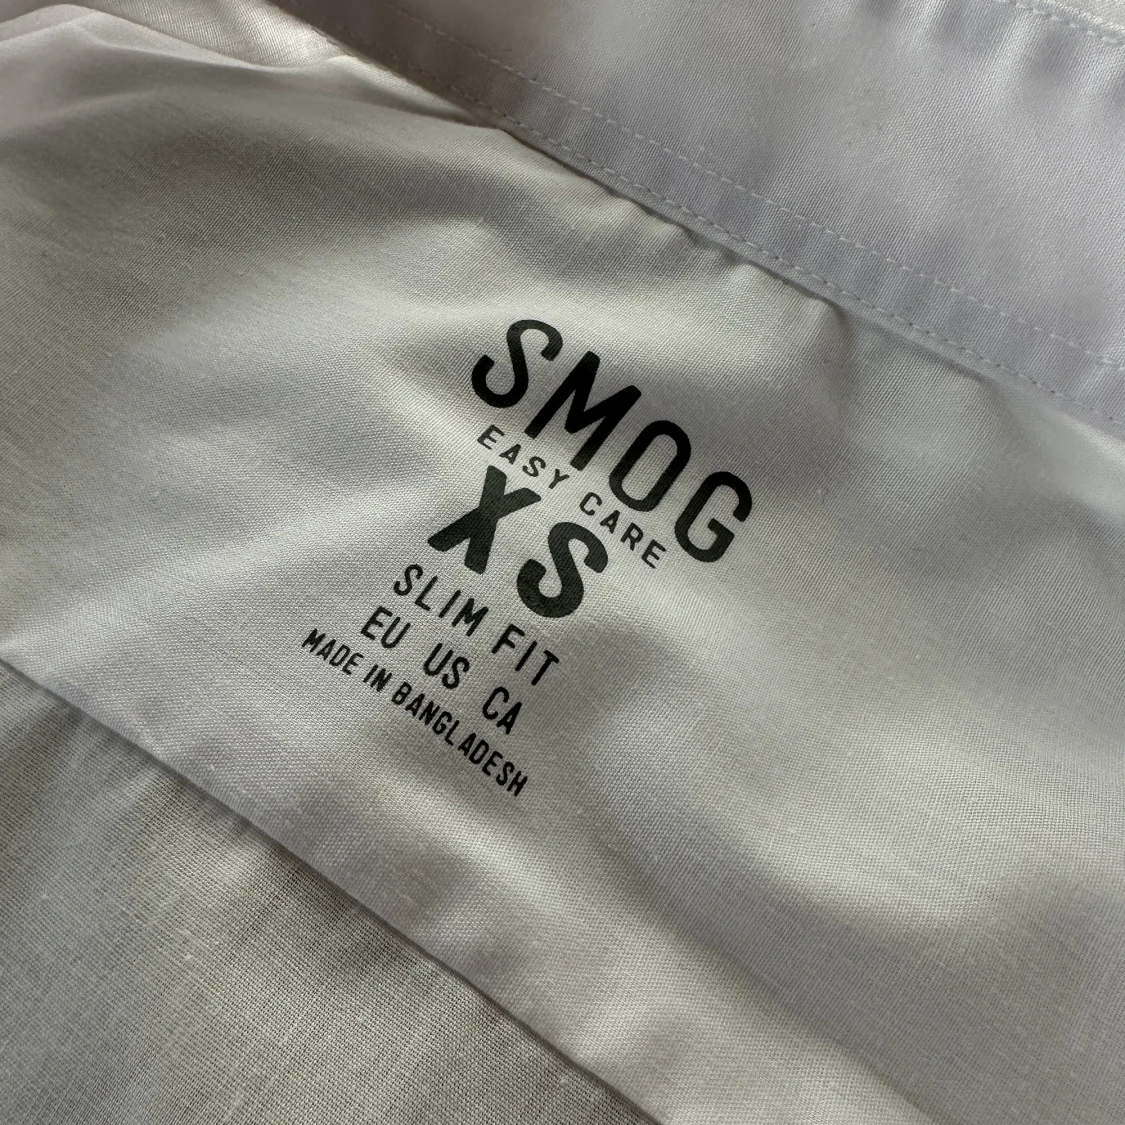 SMOG
EASY CARE
XS
SLIM FIT
EU US CA
MADE IN BANGLADESH